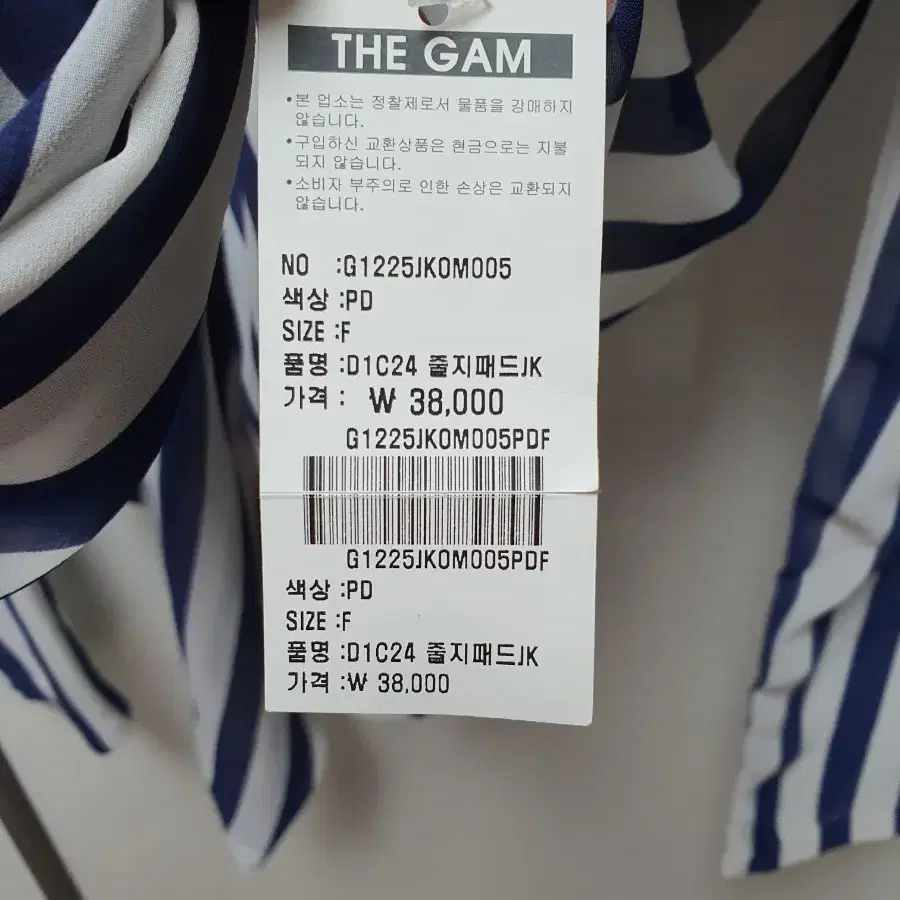 THE GAM
•본 업소는 정찰제로서 물품을 강매하지
않습니다.
•구입하신 교환상품은 현금으로는 지불
되지 않습니다.
•소비자 부주의로 인한 손상은 교환되지
않습니다.
NO :G1225JKOM005
색상 :PD
SIZE :F
품명 :D1C24 줄지패드JK
가격 : ₩ 38,000
G1225JKOM005PDF
G1225JKOM005PDF
색상 :PD
SIZE :F
품명 :D1C24 줄지패드JK
가격 :₩ 38,000